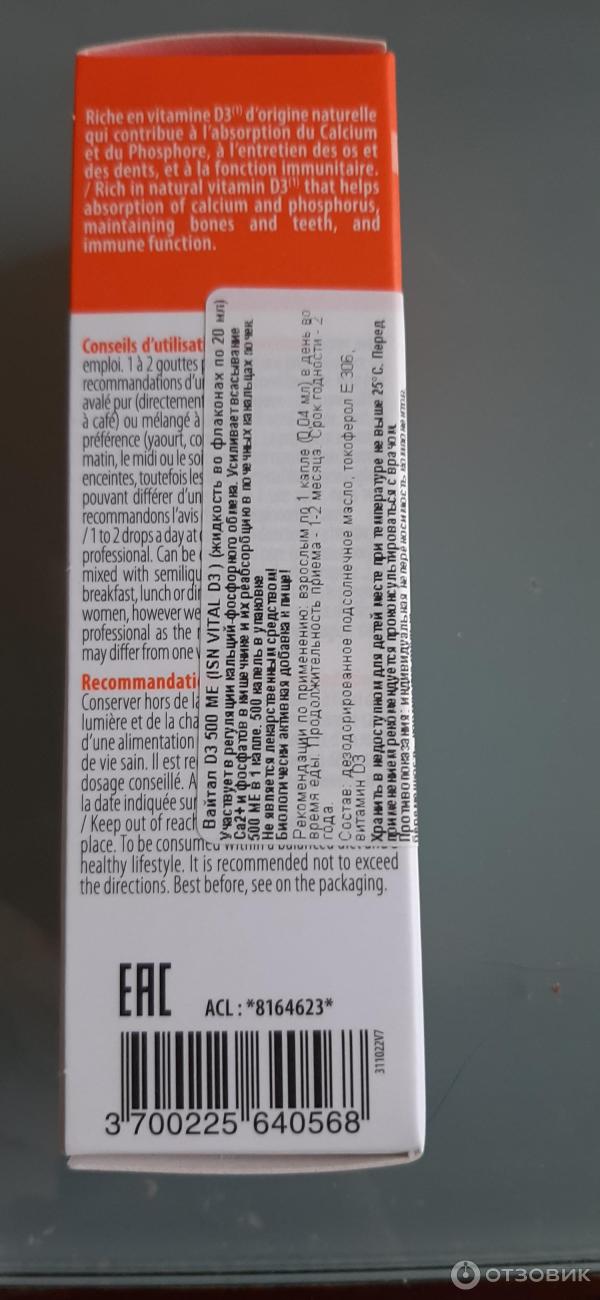 Riche en vitamine D3⁽¹⁾ d'origine naturelle
qui contribue à l'absorption du Calcium
et du Phosphore, à l'entretien des os et
des dents, et à la fonction immunitaire.
/ Rich in natural vitamin D3⁽¹⁾ that helps
absorption of calcium and phosphorus,
maintaining bones and teeth, and
immune function.
Conseils d'utilisat
emploi. 1 à 2 gouttes
recommandations d'u
avalé pur (directement
à café) ou mélangé à
préférence (yaourt, co
matin, le midi ou le so
enceintes, toutefois les
pouvant différer d'un
recommandons l'avis
/ 1 to 2 drops a day at
professional. Can be
mixed with semiliqu
breakfast, lunch or di
women, however we
professional as the
may differ from one
Recommandati
Conserver hors de la
lumière et de la cha
d'une alimentation
de vie sain. Il est re
dosage conseillé. A
la date indiquée sur
/ Keep out of reach
place. To be consumed within a balanced diet and
healthy lifestyle. It is recommended not to exceed
the directions. Best before, see on the packaging.
Вайтал D3 500 МЕ (ISN VITAL D3 ) (жидкость во флаконах по 20 мл)
Участвует в регуляции кальций-фосфорного обмена. Усиливает всасывание
Ca2+ и фосфатов в кишечнике и их реабсорбцию в почечных канальцах почек.
500 МЕ в 1 капле. 500 капель в упаковке
Не является лекарственным средством!
Биологически активная добавка к пище!
Рекомендации по применению: взрослым по 1 капле (0,04 мл) в день во
время еды. Продолжительность приема - 1-2 месяца. Срок годности - 2
года.
Состав: дезодорированное подсолнечное масло, токоферол Е 306,
витамин D3
Хранить в недоступном для детей месте при температуре не выше 25°С. Перед
применением рекомендуется проконсультироваться с врачом.
Противопоказания: индивидуальная непереносимость
EAC
ACL : *8164623*
311022V7
3 700225 640568
ОТЗОВИК